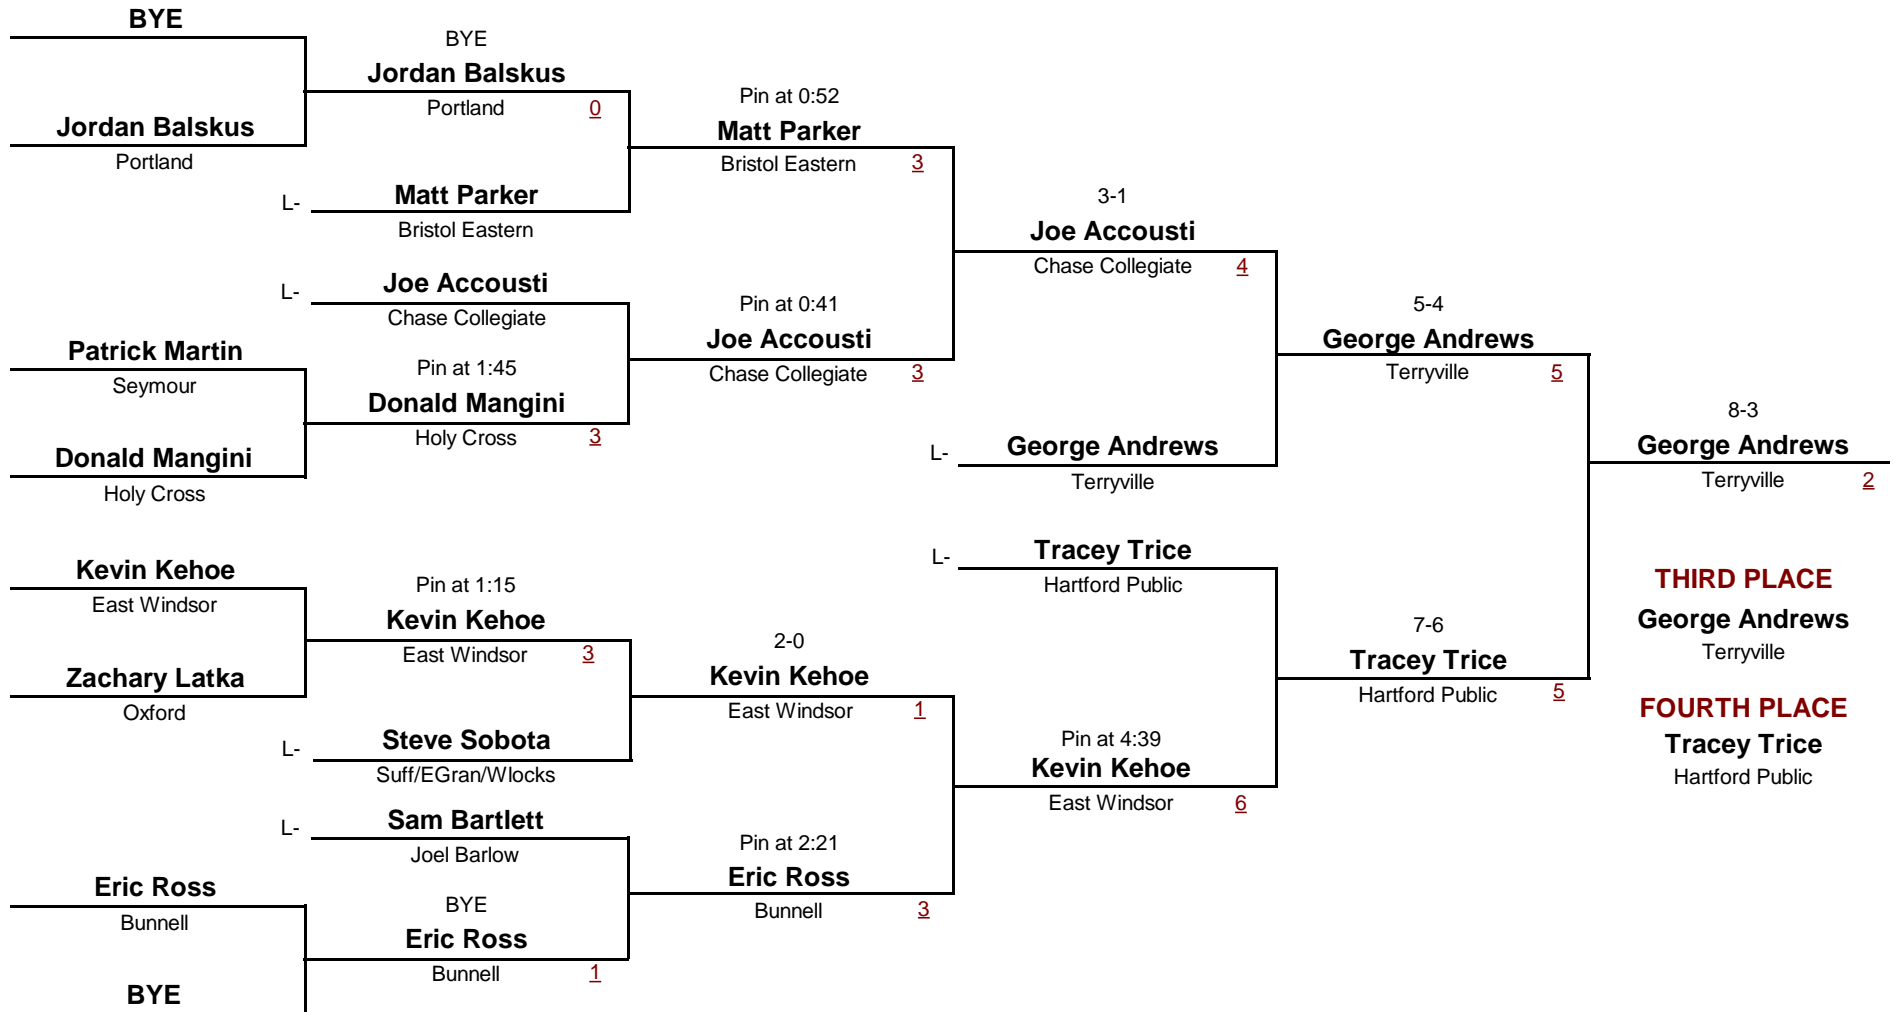 BYE
Jordan Balskus
Portland
Patrick Martin
Seymour
Donald Mangini
Holy Cross
Kevin Kehoe
East Windsor
Zachary Latka
Oxford
Eric Ross
Bunnell
BYE
BYE
Jordan Balskus
Portland 0
L- Matt Parker
Bristol Eastern
L- Joe Accousti
Chase Collegiate
Pin at 1:45
Donald Mangini
Holy Cross 3
Pin at 1:15
Kevin Kehoe
East Windsor 3
L- Steve Sobota
Suff/EGran/Wlocks
L- Sam Bartlett
Joel Barlow
BYE
Eric Ross
Bunnell 1
Pin at 0:52
Matt Parker
Bristol Eastern 3
Pin at 0:41
Joe Accousti
Chase Collegiate 3
2-0
Kevin Kehoe
East Windsor 1
Pin at 2:21
Eric Ross
Bunnell 3
3-1
Joe Accousti
Chase Collegiate 4
L- George Andrews
Terryville
L- Tracey Trice
Hartford Public
Pin at 4:39
Kevin Kehoe
East Windsor 6
5-4
George Andrews
Terryville 5
7-6
Tracey Trice
Hartford Public 5
8-3
George Andrews
Terryville 2
THIRD PLACE
George Andrews
Terryville
FOURTH PLACE
Tracey Trice
Hartford Public